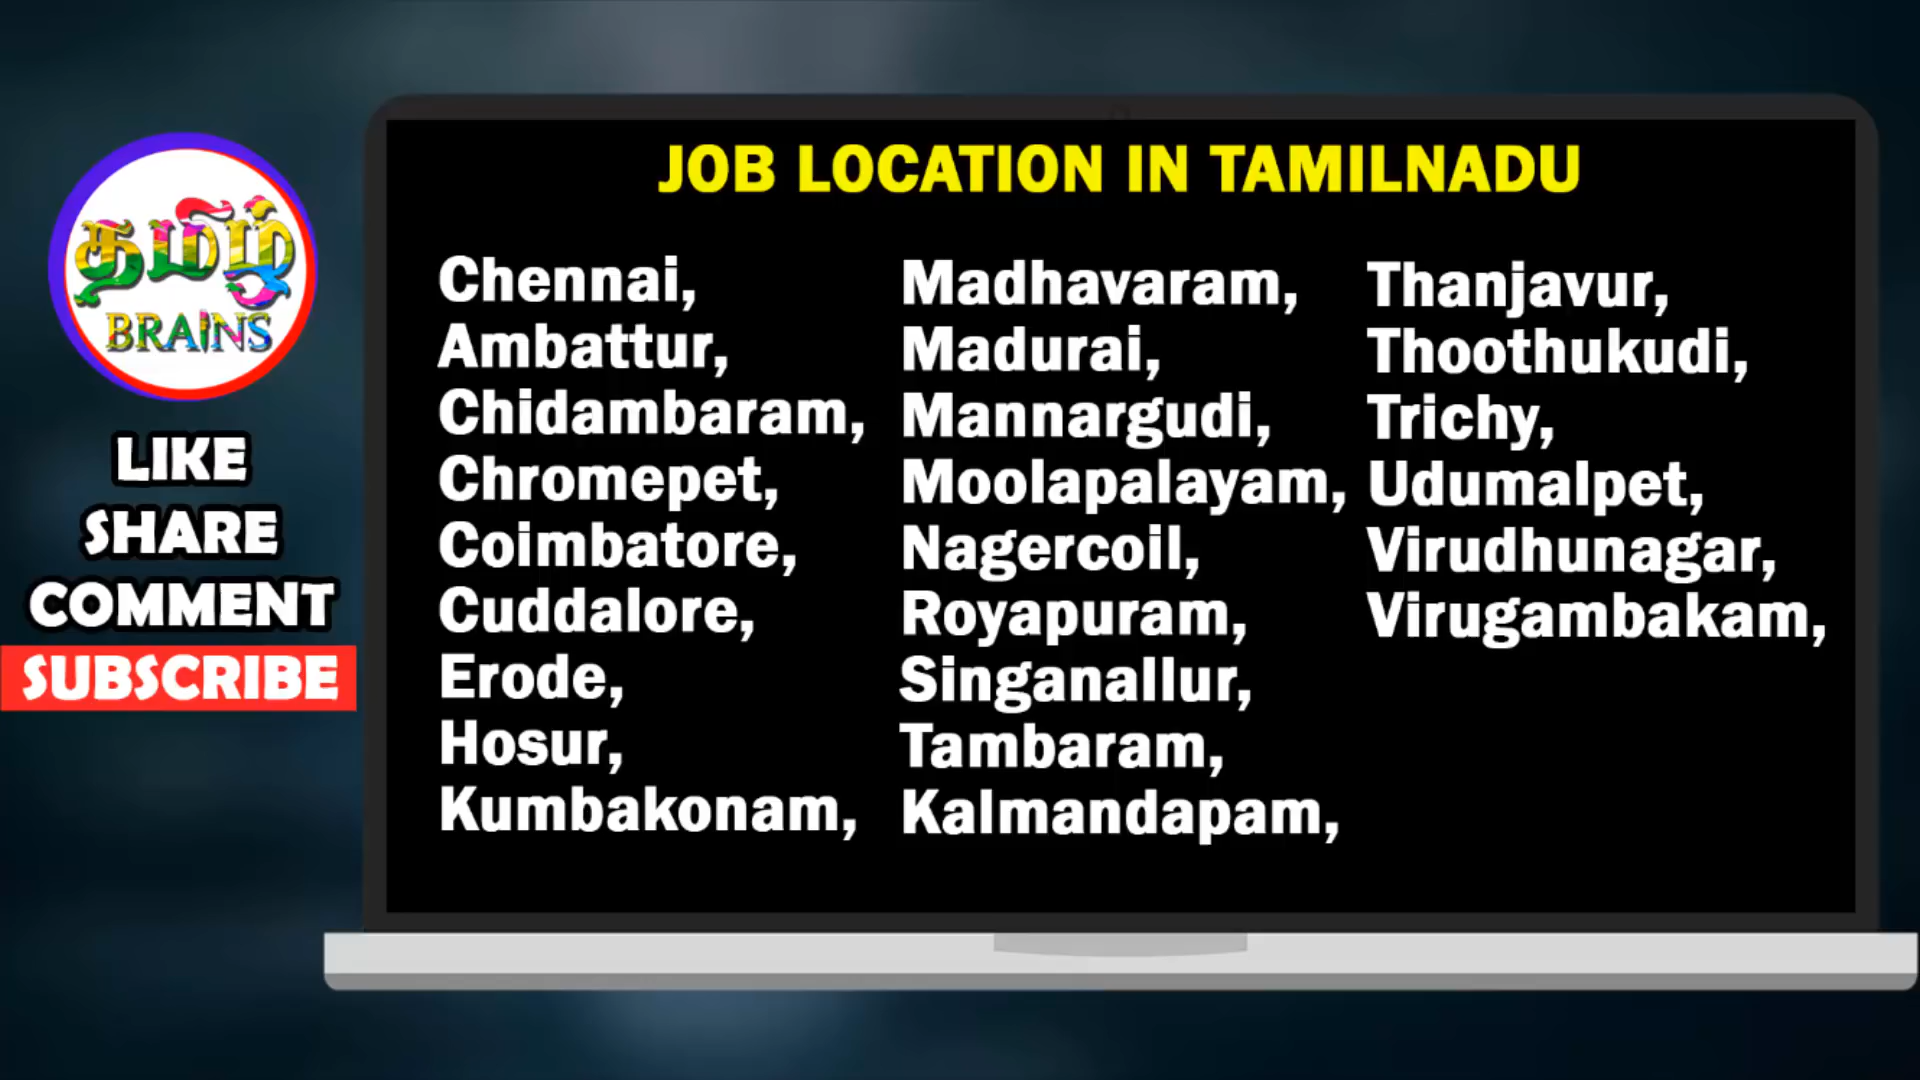 தமிழ்
BRAINS
LIKE
SHARE
COMMENT
SUBSCRIBE
JOB LOCATION IN TAMILNADU
Chennai,
Ambattur,
Chidambaram,
Chromepet,
Coimbatore,
Cuddalore,
Erode,
Hosur,
Kumbakonam,
Madhavaram,
Madurai,
Mannargudi,
Moolapalayam,
Nagercoil,
Royapuram,
Singanallur,
Tambaram,
Kalmandapam,
Thanjavur,
Thoothukudi,
Trichy,
Udumalpet,
Virudhunagar,
Virugambakam,